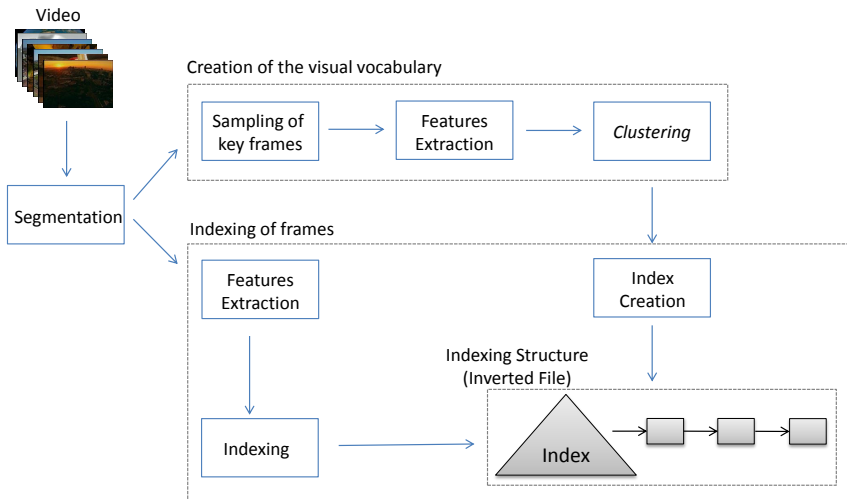 Video
Creation of the visual vocabulary
Sampling of
key frames
Features
Extraction
Clustering
Segmentation
Indexing of frames
Features
Extraction
Index
Creation
Indexing Structure
(Inverted File)
Indexing
Index